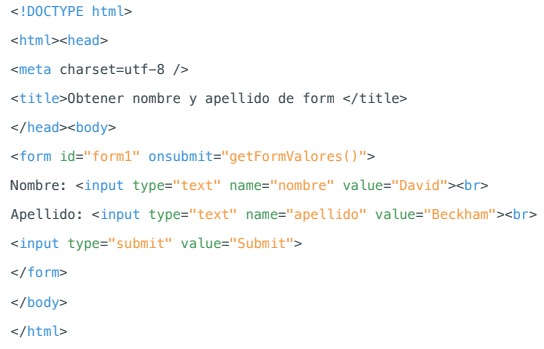 <!DOCTYPE html>
<html><head>
<meta charset=utf-8 />
<title>Obtener nombre y apellido de form </title>
</head><body>
<form id="form1" onsubmit="getFormValores()">
Nombre: <input type="text" name="nombre" value="David"><br>
Apellido: <input type="text" name="apellido" value="Beckham"><br>
<input type="submit" value="Submit">
</form>
</body>
</html>